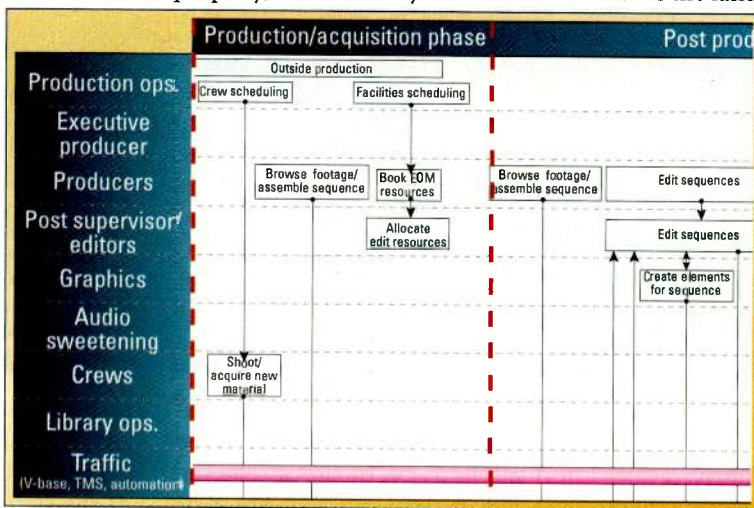 Production/acquisition phase
Post prod
Outside production
Production ops.
Crew scheduling
Facilities scheduling
Executive
producer
Producers
Browse footage/
assemble sequence
Book EOM
resources
Browse footage/
assemble sequence
Edit sequences
Post supervisor/
editors
Allocate
edit resources
Edit sequences
Graphics
Create elements
for sequence
Audio
sweetening
Crews
Shoot/
acquire new
material
Library ops.
Traffic
(V-base, TMS, automation)